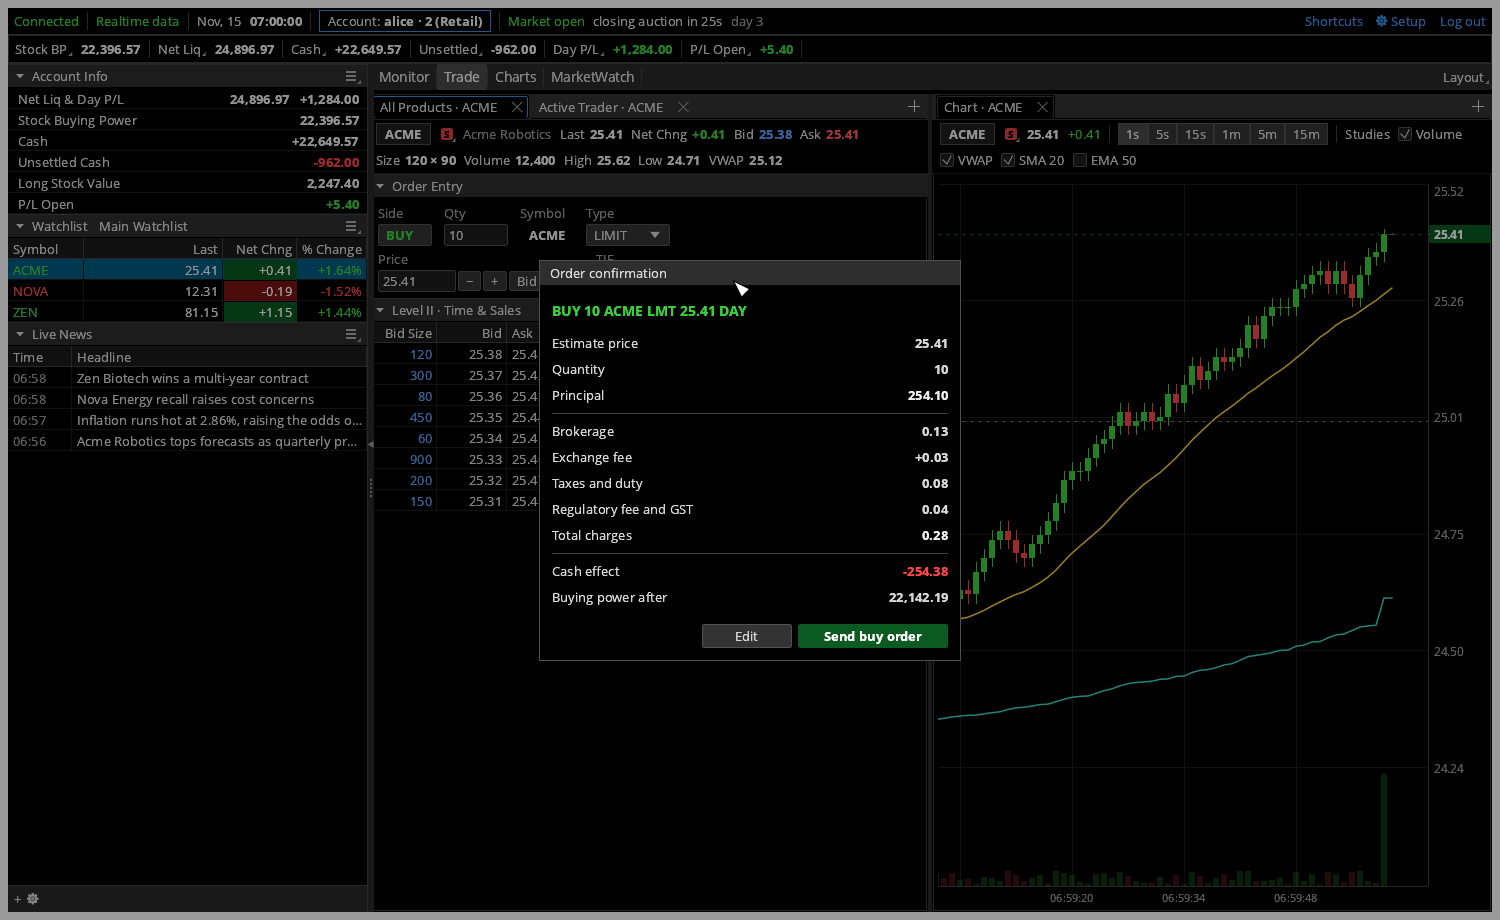 Connected Realtime data Nov, 15 07:00:00 Account: alice · 2 (Retail) Market open closing auction in 25s day 3 Shortcuts Setup Log out
Stock BP 22,396.57 Net Liq 24,896.97 Cash +22,649.57 Unsettled -962.00 Day P/L +1,284.00 P/L Open +5.40
Account Info
Net Liq & Day P/L 24,896.97 +1,284.00
Stock Buying Power 22,396.57
Cash +22,649.57
Unsettled Cash -962.00
Long Stock Value 2,247.40
P/L Open +5.40
Watchlist Main Watchlist
Symbol Last Net Chng % Change
ACME 25.41 +0.41 +1.64%
NOVA 12.31 -0.19 -1.52%
ZEN 81.15 +1.15 +1.44%
Live News
Time Headline
06:58 Zen Biotech wins a multi-year contract
06:58 Nova Energy recall raises cost concerns
06:57 Inflation runs hot at 2.86%, raising the odds o...
06:56 Acme Robotics tops forecasts as quarterly pr...
+
Monitor Trade Charts MarketWatch Layout
All Products · ACME Active Trader · ACME +
ACME S Acme Robotics Last 25.41 Net Chng +0.41 Bid 25.38 Ask 25.41
Size 120 × 90 Volume 12,400 High 25.62 Low 24.71 VWAP 25.12
Order Entry
Side Qty Symbol Type
BUY 10 ACME LIMIT
Price
25.41 − + Bid
Level II · Time & Sales
Bid Size Bid Ask
120 25.38 25.4
300 25.37 25.4
80 25.36 25.4
450 25.35 25.4
60 25.34 25.4
900 25.33 25.4
200 25.32 25.4
150 25.31 25.4
Order confirmation
BUY 10 ACME LMT 25.41 DAY
Estimate price 25.41
Quantity 10
Principal 254.10
Brokerage 0.13
Exchange fee +0.03
Taxes and duty 0.08
Regulatory fee and GST 0.04
Total charges 0.28
Cash effect -254.38
Buying power after 22,142.19
Edit Send buy order
Chart · ACME +
ACME S 25.41 +0.41 1s 5s 15s 1m 5m 15m Studies Volume
VWAP SMA 20 EMA 50
25.52
25.41
25.26
25.01
24.75
24.50
24.24
06:59:20 06:59:34 06:59:48